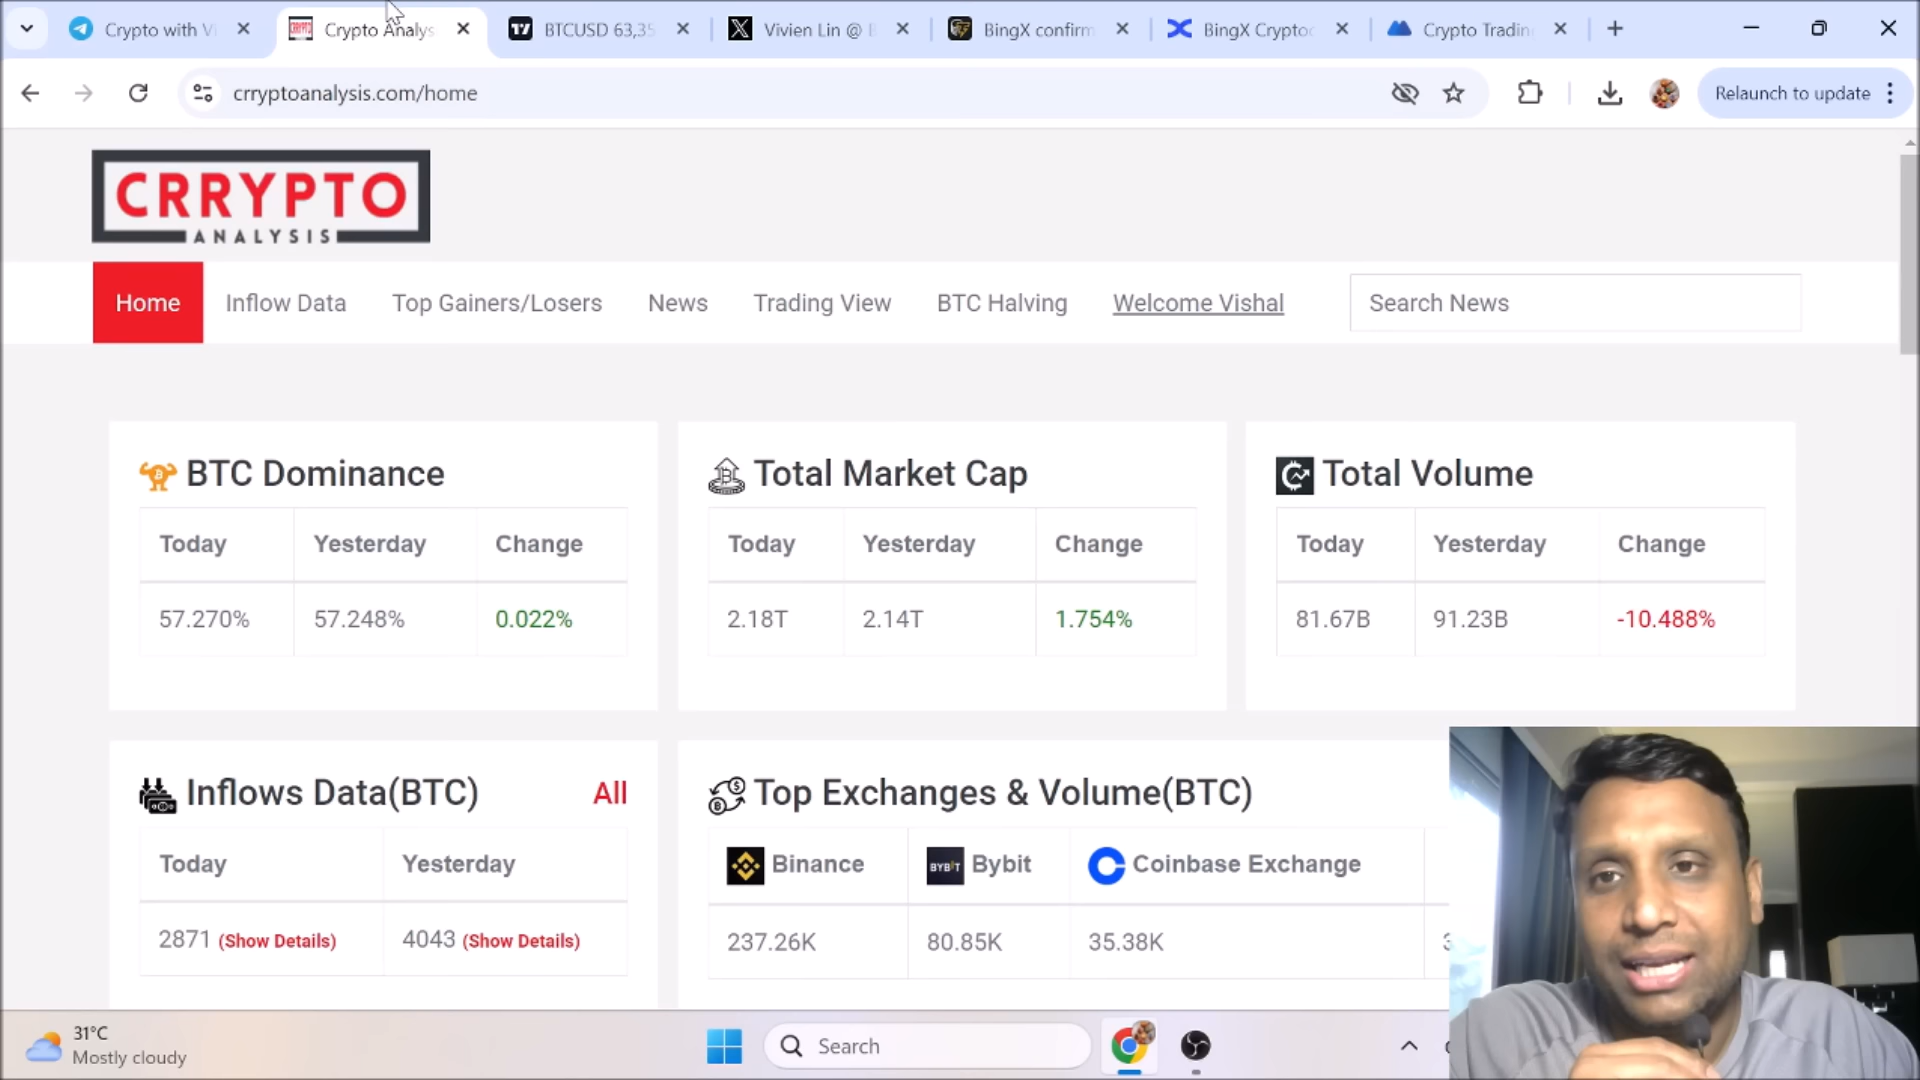 Crypto with Vi
Crypto Analys
BTCUSD 63,35
Vivien Lin @ B
BingX confirm
BingX Cryptoc
Crypto Trading
crryptoanalysis.com/home
Relaunch to update
CRRYPTO
ANALYSIS
Home
Inflow Data
Top Gainers/Losers
News
Trading View
BTC Halving
Welcome Vishal
Search News
BTC Dominance
Today Yesterday Change
57.270% 57.248% 0.022%
Total Market Cap
Today Yesterday Change
2.18T 2.14T 1.754%
Total Volume
Today Yesterday Change
81.67B 91.23B -10.488%
Inflows Data(BTC) All
Today Yesterday
2871 (Show Details) 4043 (Show Details)
Top Exchanges & Volume(BTC)
Binance BYBIT Bybit Coinbase Exchange
237.26K 80.85K 35.38K
31°C
Mostly cloudy
Search